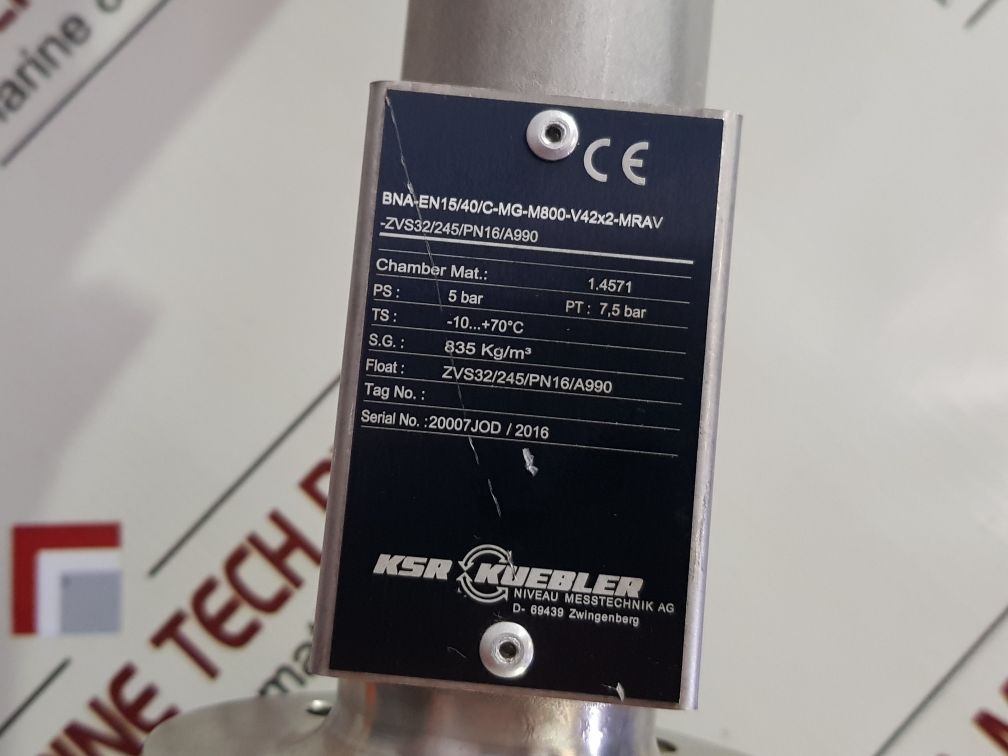 CE
BNA-EN15/40/C-MG-M800-V42x2-MRAV
-ZVS32/245/PN16/A990
Chamber Mat.: 1.4571
PS : 5 bar PT : 7,5 bar
TS : -10...+70°C
S.G. : 835 Kg/m³
Float : ZVS32/245/PN16/A990
Tag No. :
Serial No. :20007JOD / 2016
KSR KUEBLER
NIVEAU MESSTECHNIK AG
D- 69439 Zwingenberg
TECH